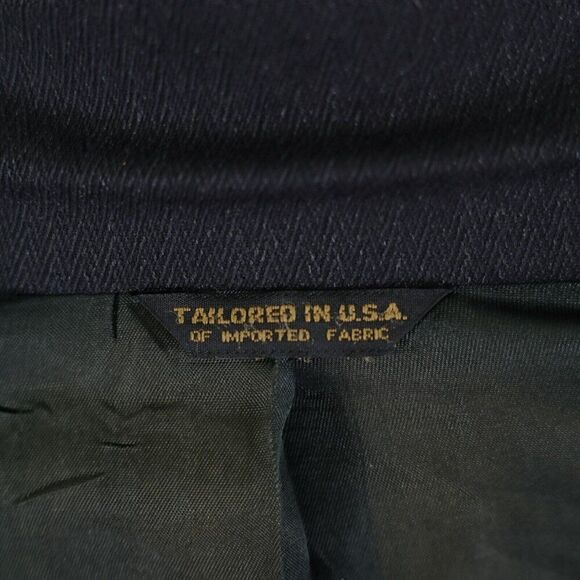 TAILORED IN U.S.A.
OF IMPORTED FABRIC